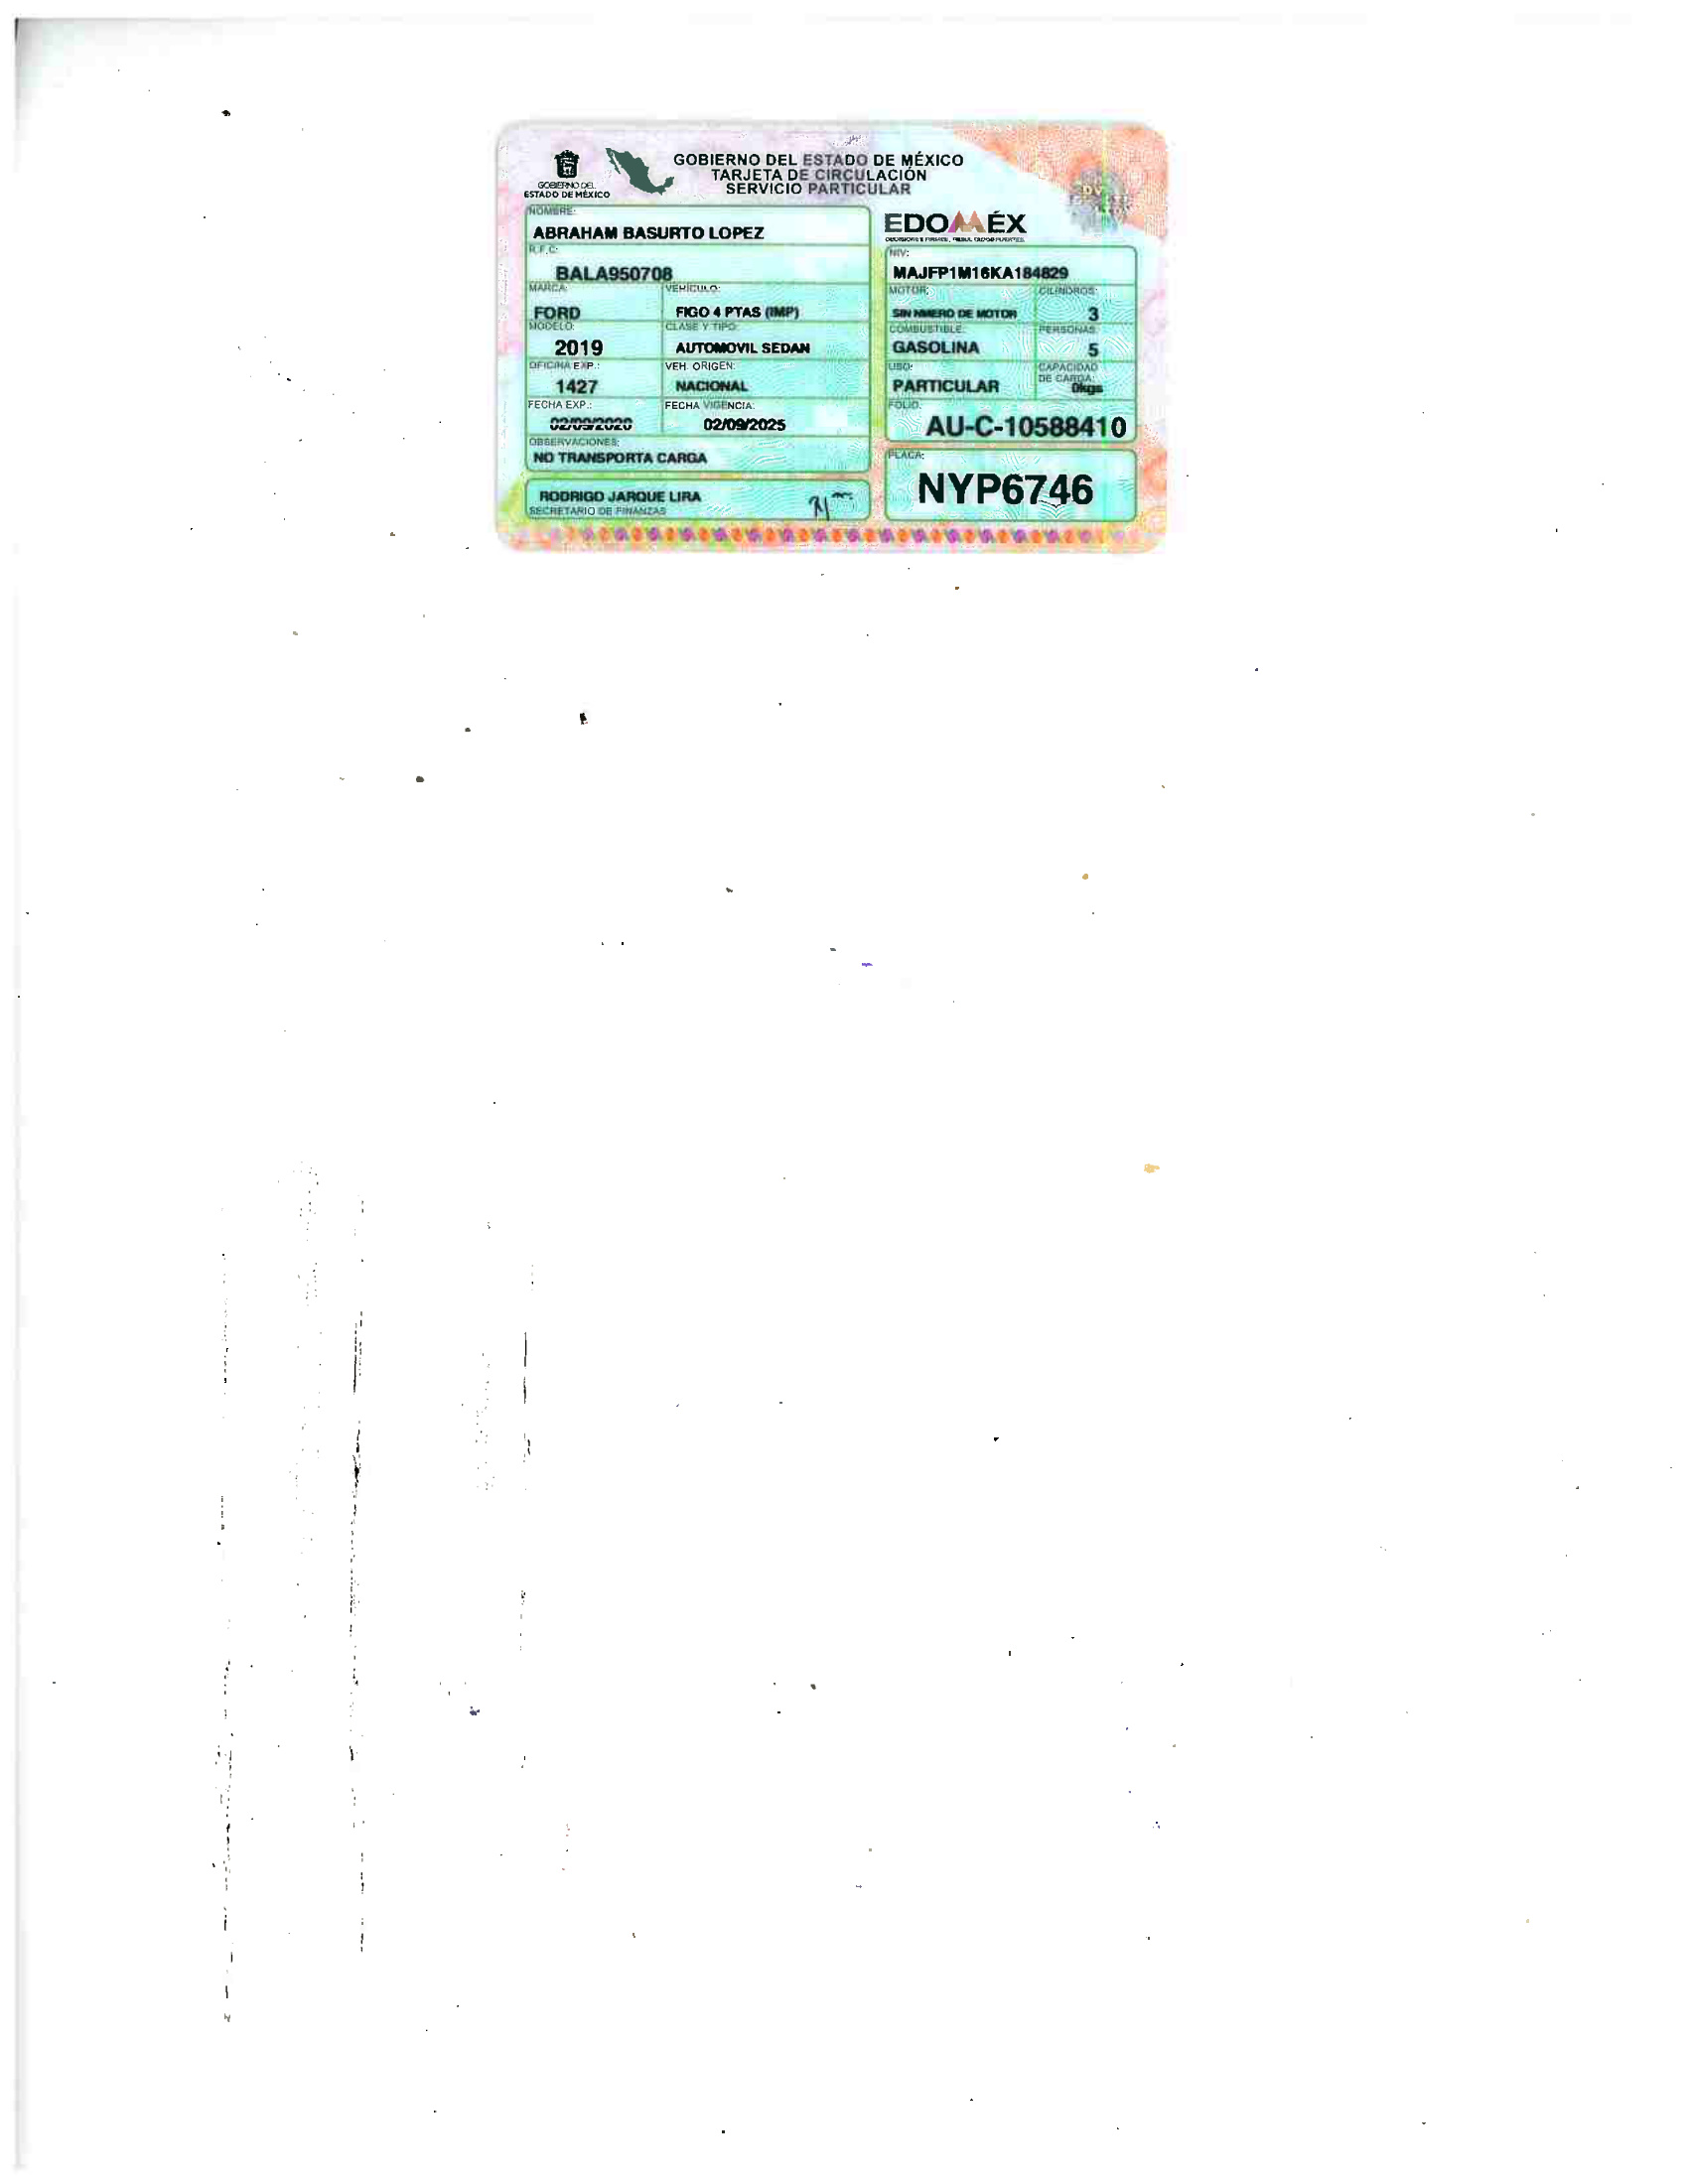 GOBIERNO DEL ESTADO DE MÉXICO
TARJETA DE CIRCULACIÓN
SERVICIO PARTICULAR
GOBIERNO DEL
ESTADO DE MÉXICO
EDOMÉX
DECISIONES FIRMES, RESULTADOS FUERTES.
NOMBRE:
ABRAHAM BASURTO LOPEZ
R.F.C:
BALA950708
MARCA: VEHÍCULO:
FORD FIGO 4 PTAS (IMP)
MODELO: CLASE Y TIPO:
2019 AUTOMOVIL SEDAN
OFICINA EXP.: VEH. ORIGEN:
1427 NACIONAL
FECHA EXP.: FECHA VIGENCIA:
02/09/2020 02/09/2025
OBSERVACIONES:
NO TRANSPORTA CARGA
RODRIGO JARQUE LIRA
SECRETARIO DE FINANZAS
NIV:
MAJFP1M16KA184829
MOTOR: CILINDROS:
SIN NMERO DE MOTOR 3
COMBUSTIBLE: PERSONAS:
GASOLINA 5
USO: CAPACIDAD DE CARGA:
PARTICULAR 0kgs
FOLIO:
AU-C-10588410
PLACA:
NYP6746